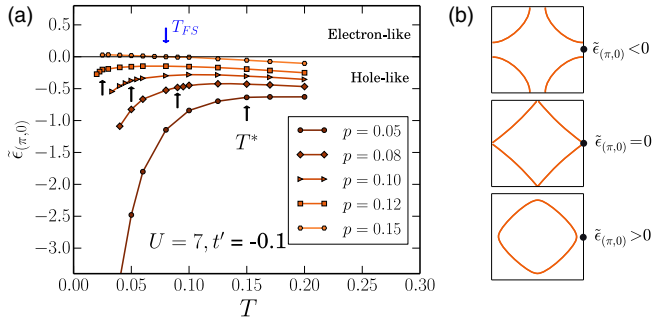 (a)
T_FS
Electron-like
Hole-like
T*
p = 0.05
p = 0.08
p = 0.10
p = 0.12
p = 0.15
U = 7, t′ = -0.1
0.5
0.0
−0.5
−1.0
−1.5
−2.0
−2.5
−3.0
ϵ̃_(π,0)
0.00
0.05
0.10
0.15
0.20
0.25
0.30
T
(b)
ϵ̃_(π,0) <0
ϵ̃_(π,0) =0
ϵ̃_(π,0) >0